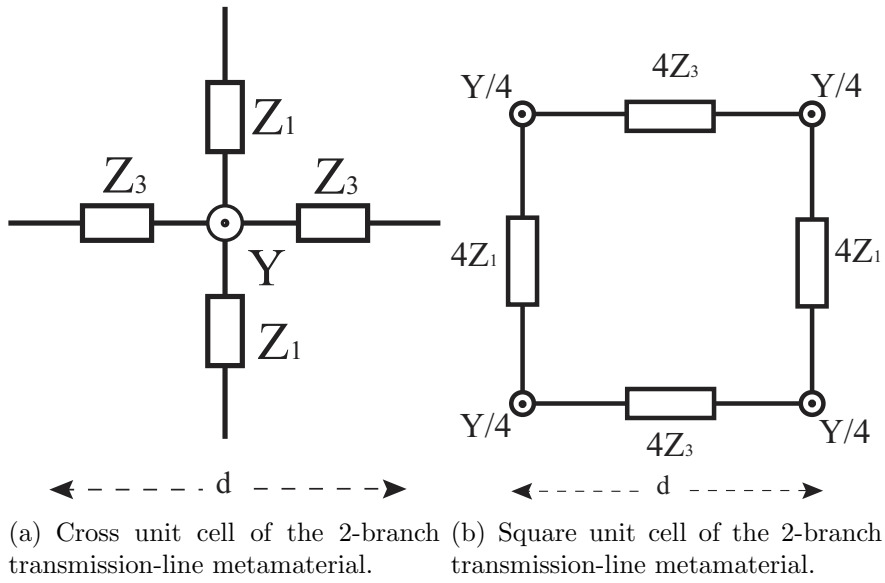 Z1
Z3
Z3
Y
Z1
d
(a) Cross unit cell of the 2-branch
transmission-line metamaterial.
Y/4
4Z3
Y/4
4Z1
4Z1
Y/4
4Z3
Y/4
d
(b) Square unit cell of the 2-branch
transmission-line metamaterial.